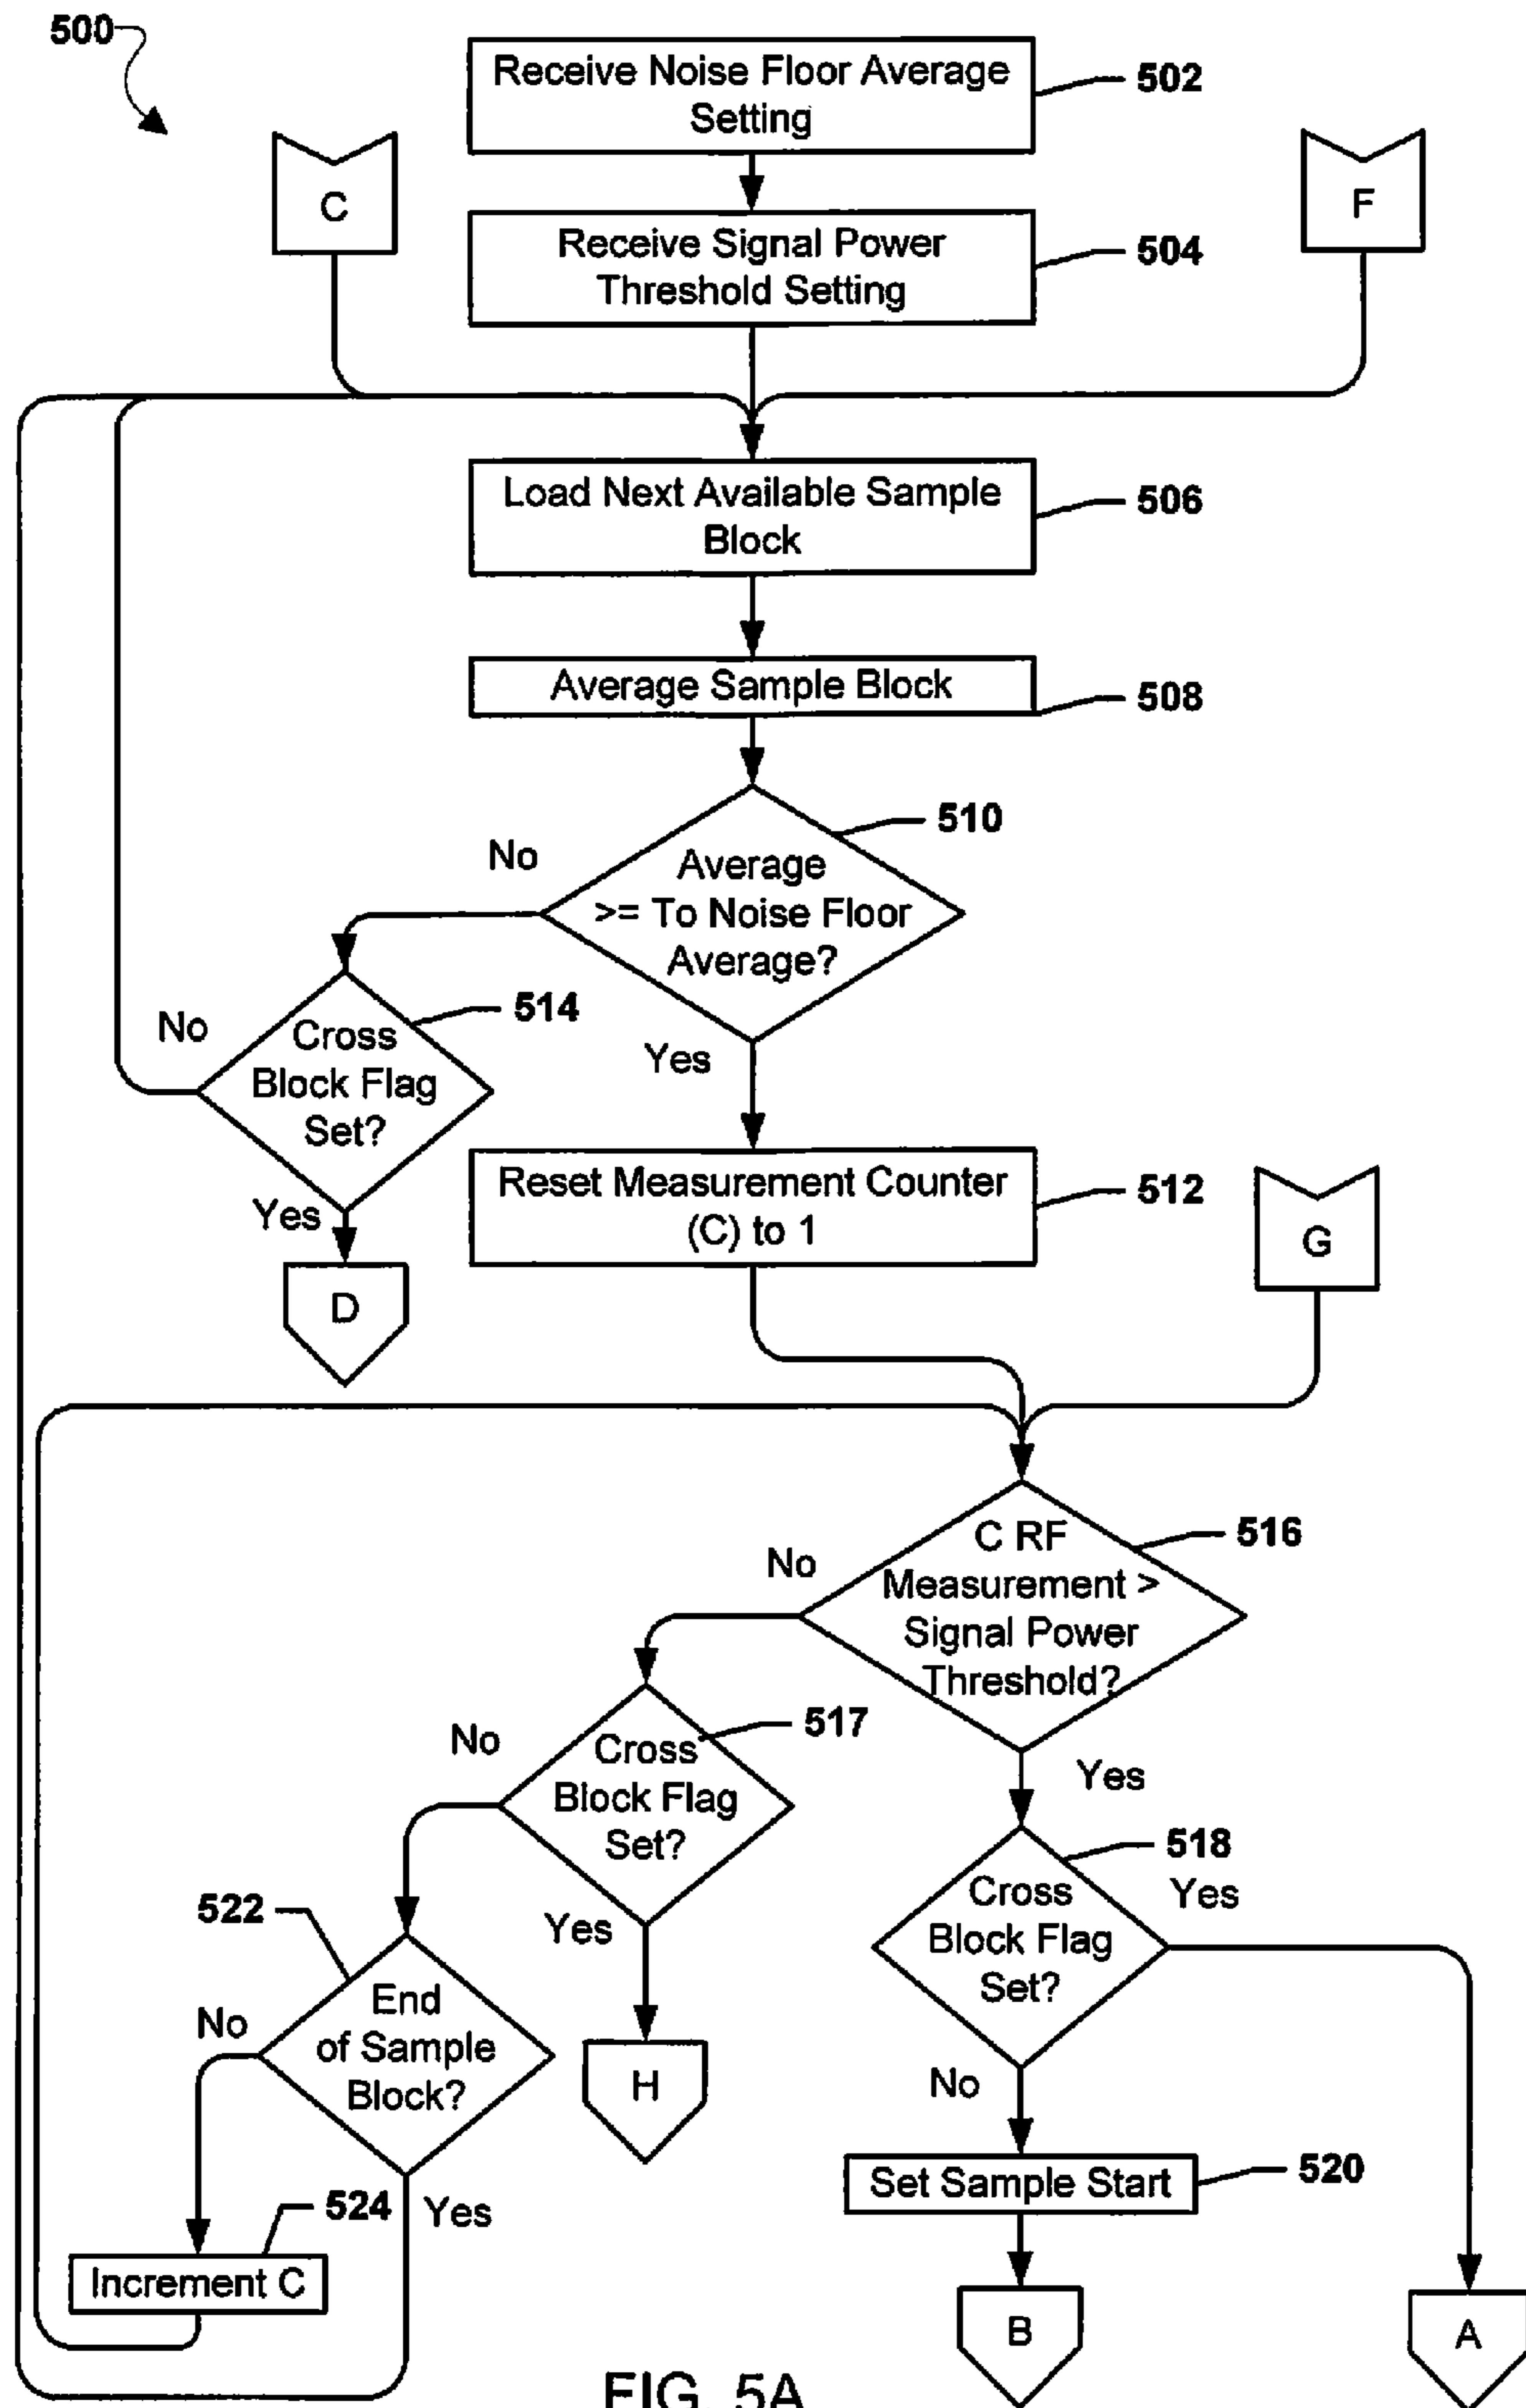 500
Receive Noise Floor Average
Setting
502
C
F
Receive Signal Power
Threshold Setting
504
Load Next Available Sample
Block
506
Average Sample Block
508
510
No
Average
>= To Noise Floor
Average?
514
No
Cross
Block Flag
Set?
Yes
Yes
D
Reset Measurement Counter
(C) to 1
512
G
C RF
Measurement >
Signal Power
Threshold?
516
No
517
No
Cross
Block Flag
Set?
Yes
518
Cross
Block Flag
Set?
Yes
522
Yes
End
of Sample
Block?
No
H
No
Set Sample Start
520
524
Yes
Increment C
B
A
FIG. 5A